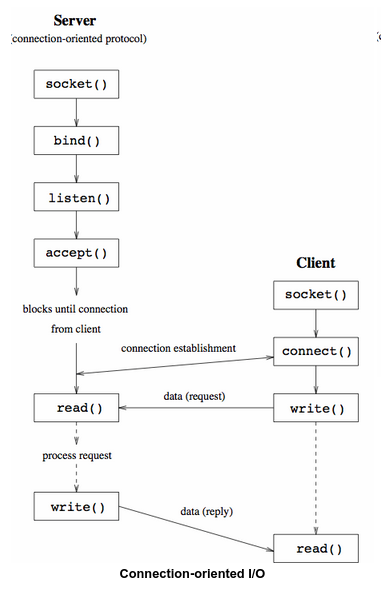 Server
(connection-oriented protocol)
socket()
bind()
listen()
accept()
blocks until connection
from client
Client
socket()
connection establishment
connect()
read()
data (request)
write()
process request
write()
data (reply)
read()
Connection-oriented I/O